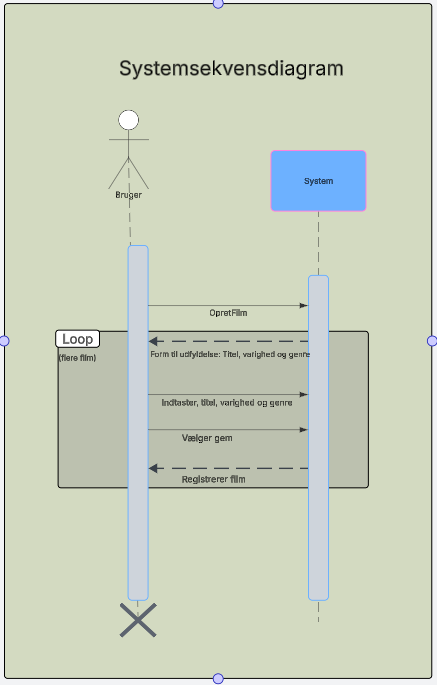 Systemsekvensdiagram
Bruger
System
OpretFilm
Loop
(flere film)
Form til udfyldelse: Titel, varighed og genre
Indtaster, titel, varighed og genre
Vælger gem
Registrerer film